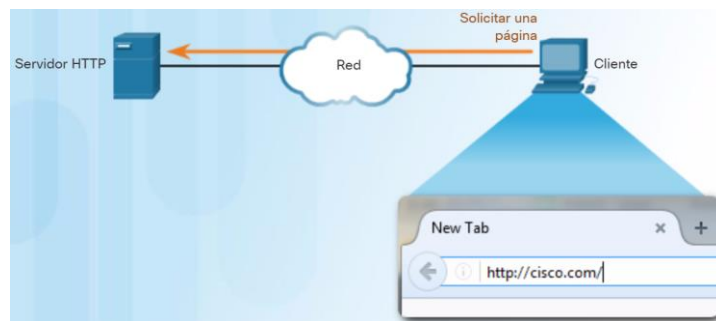 Solicitar una
página
Servidor HTTP
Red
Cliente
New Tab
http://cisco.com/